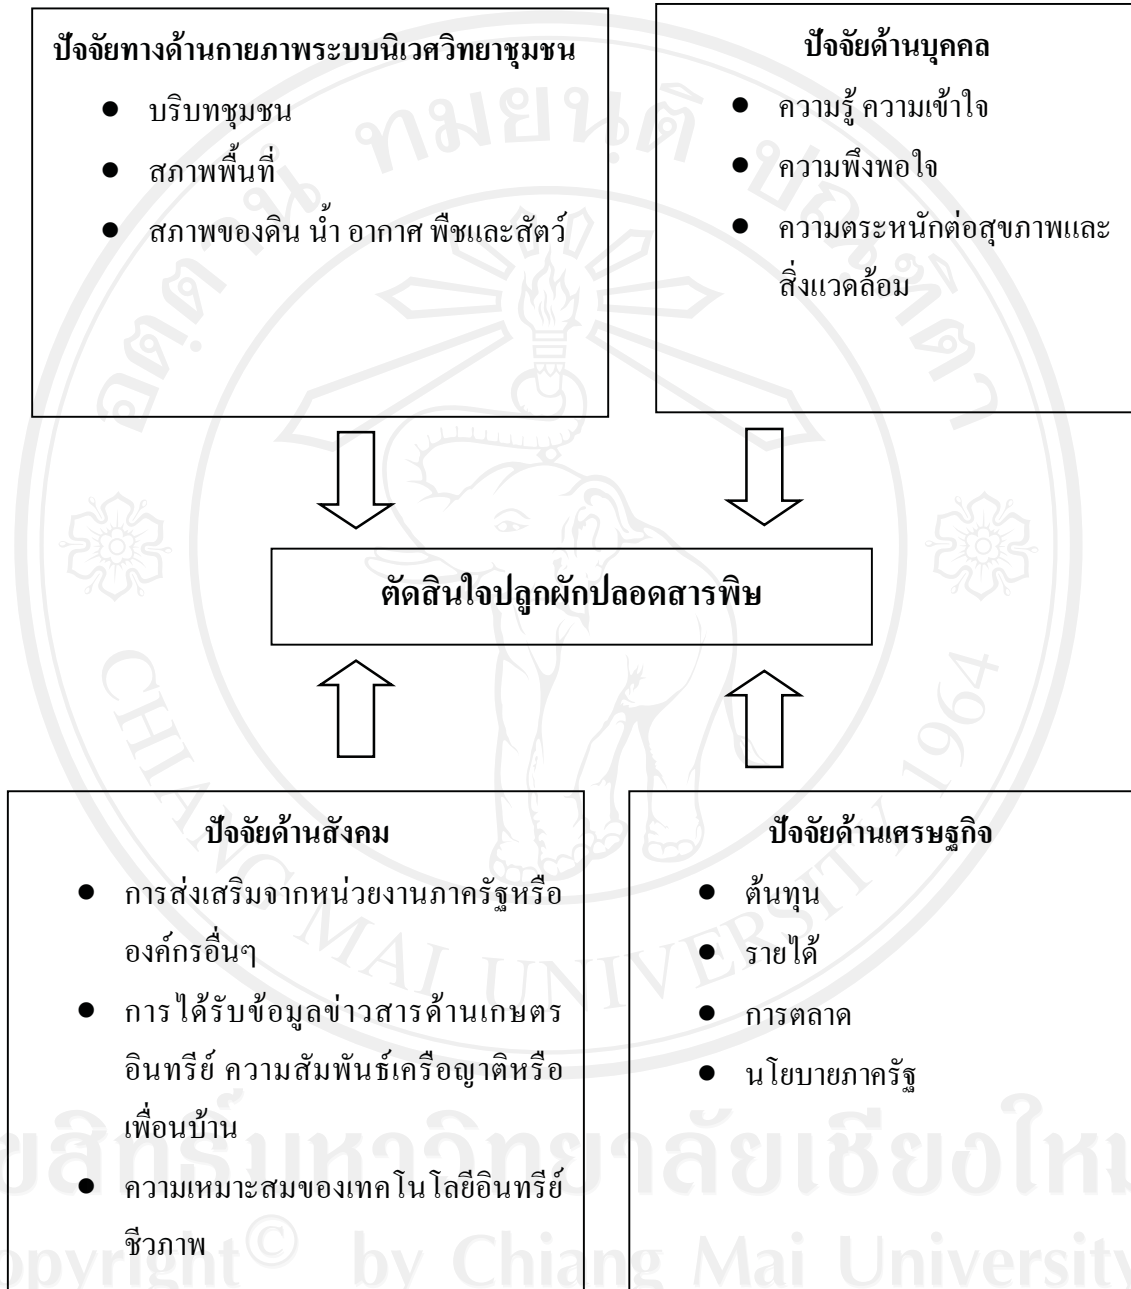 ปัจจัยทางด้านกายภาพระบบนิเวศวิทยาชุมชน
● บริบทชุมชน
● สภาพพื้นที่
● สภาพของดิน น้ำ อากาศ พืชและสัตว์
ปัจจัยด้านบุคคล
● ความรู้ ความเข้าใจ
● ความพึงพอใจ
● ความตระหนักต่อสุขภาพและ
สิ่งแวดล้อม
ตัดสินใจปลูกผักปลอดสารพิษ
ปัจจัยด้านสังคม
● การส่งเสริมจากหน่วยงานภาครัฐหรือ
องค์กรอื่นๆ
● การได้รับข้อมูลข่าวสารด้านเกษตร
อินทรีย์ ความสัมพันธ์เครือญาติหรือ
เพื่อนบ้าน
● ความเหมาะสมของเทคโนโลยีอินทรีย์
ชีวภาพ
ปัจจัยด้านเศรษฐกิจ
● ต้นทุน
● รายได้
● การตลาด
● นโยบายภาครัฐ
CHIANG MAI UNIVERSITY 1964
ขสิทธิ์มหาวิทยาลัยเชียงใหม
opyright© by Chiang Mai University